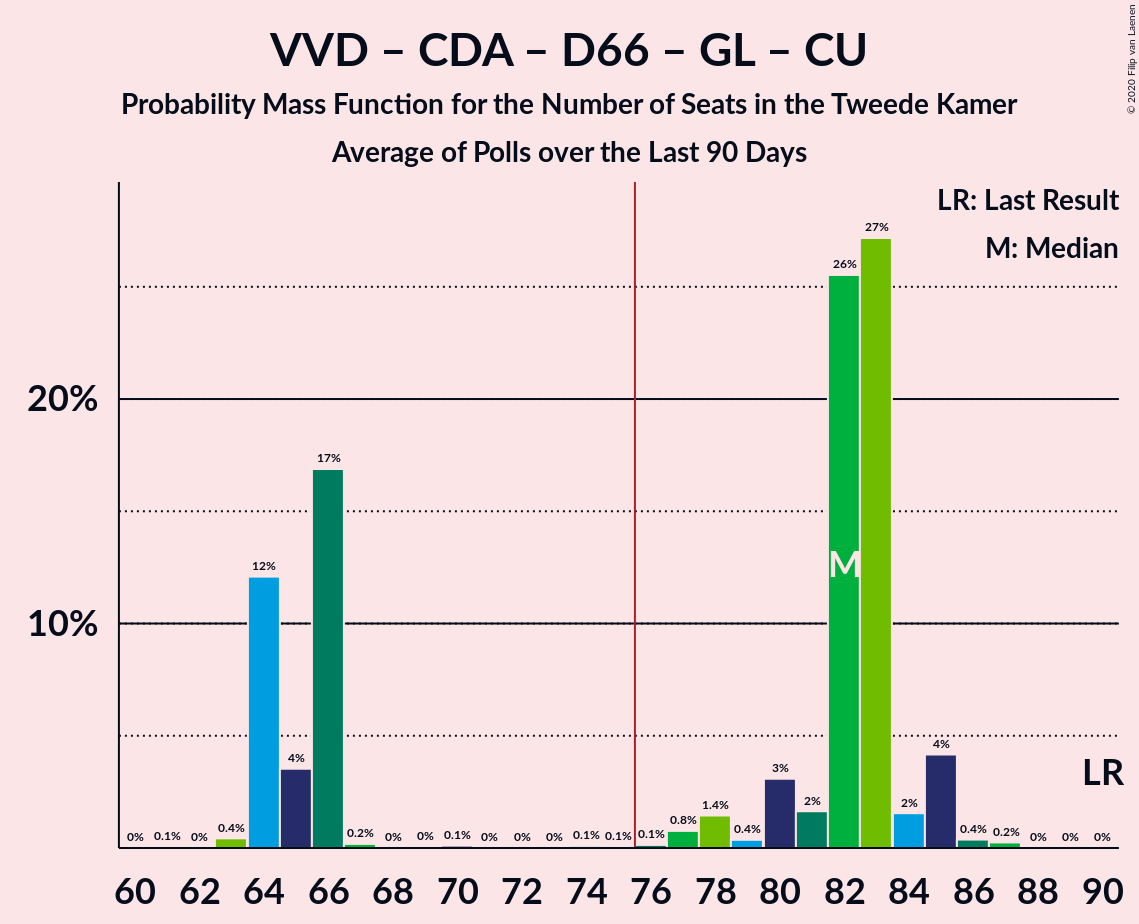 VVD – CDA – D66 – GL – CU
Probability Mass Function for the Number of Seats in the Tweede Kamer
Average of Polls over the Last 90 Days
© 2020 Filip van Laenen
LR: Last Result
M: Median
27%
26%
20%
17%
12%
10%
M
4%
4%
LR
3%
0% 0.1% 0% 0.4% 0.2% 0% 0% 0.1% 0% 0% 0% 0.1% 0.1% 0.1% 0.8% 1.4% 0.4% 2% 2% 0.4% 0.2% 0% 0% 0%
60 62 64 66 68 70 72 74 76 78 80 82 84 86 88 90